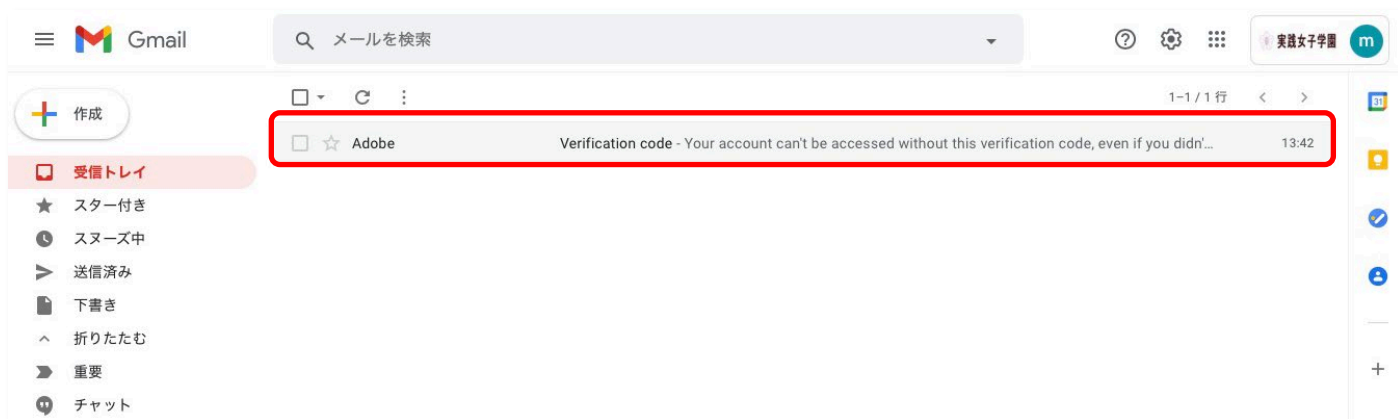 Gmail
メールを検索
実践女子学園
m
作成
1-1 / 1 行
31
Adobe Verification code - Your account can't be accessed without this verification code, even if you didn'... 13:42
受信トレイ
スター付き
スヌーズ中
送信済み
下書き
折りたたむ
重要
チャット